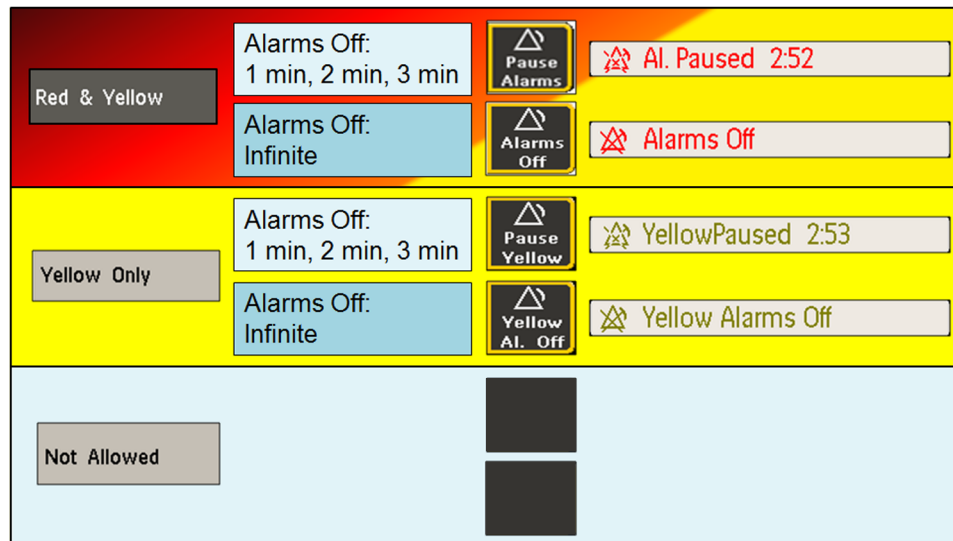 Red & Yellow
Alarms Off:
1 min, 2 min, 3 min
Pause
Alarms
Al. Paused 2:52
Alarms Off:
Infinite
Alarms
Off
Alarms Off
Yellow Only
Alarms Off:
1 min, 2 min, 3 min
Pause
Yellow
YellowPaused 2:53
Alarms Off:
Infinite
Yellow
Al. Off
Yellow Alarms Off
Not Allowed